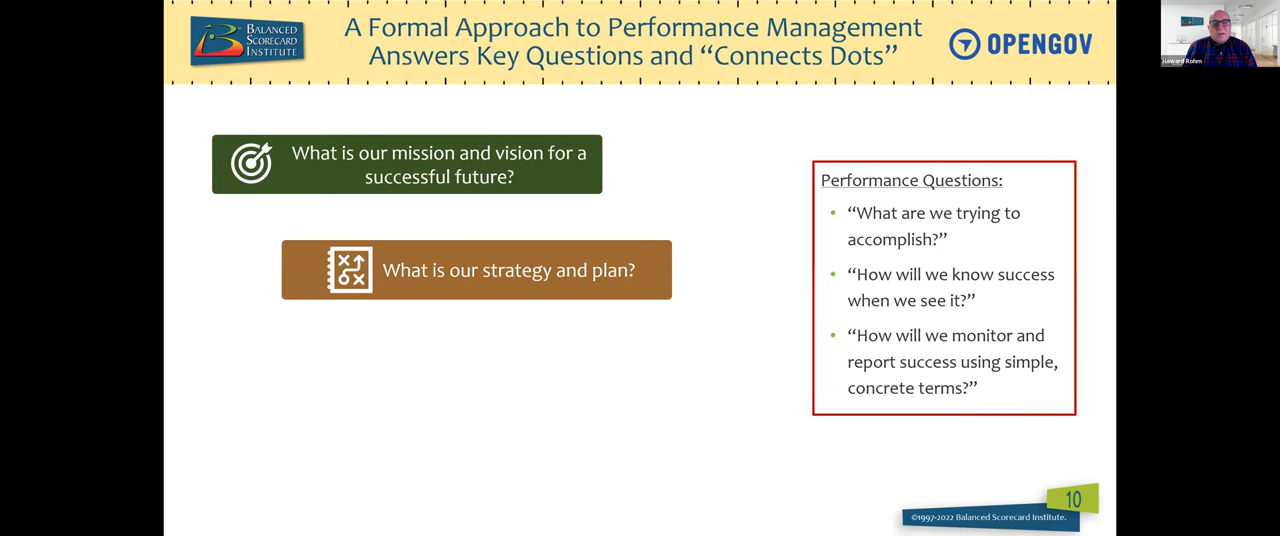 BALANCED
SCORECARD
INSTITUTE
A Formal Approach to Performance Management
Answers Key Questions and “Connects Dots”
OPENGOV
Howard Rohm
What is our mission and vision for a
successful future?
What is our strategy and plan?
Performance Questions:
• “What are we trying to
accomplish?”
• “How will we know success
when we see it?”
• “How will we monitor and
report success using simple,
concrete terms?”
10
©1997-2022 Balanced Scorecard Institute.